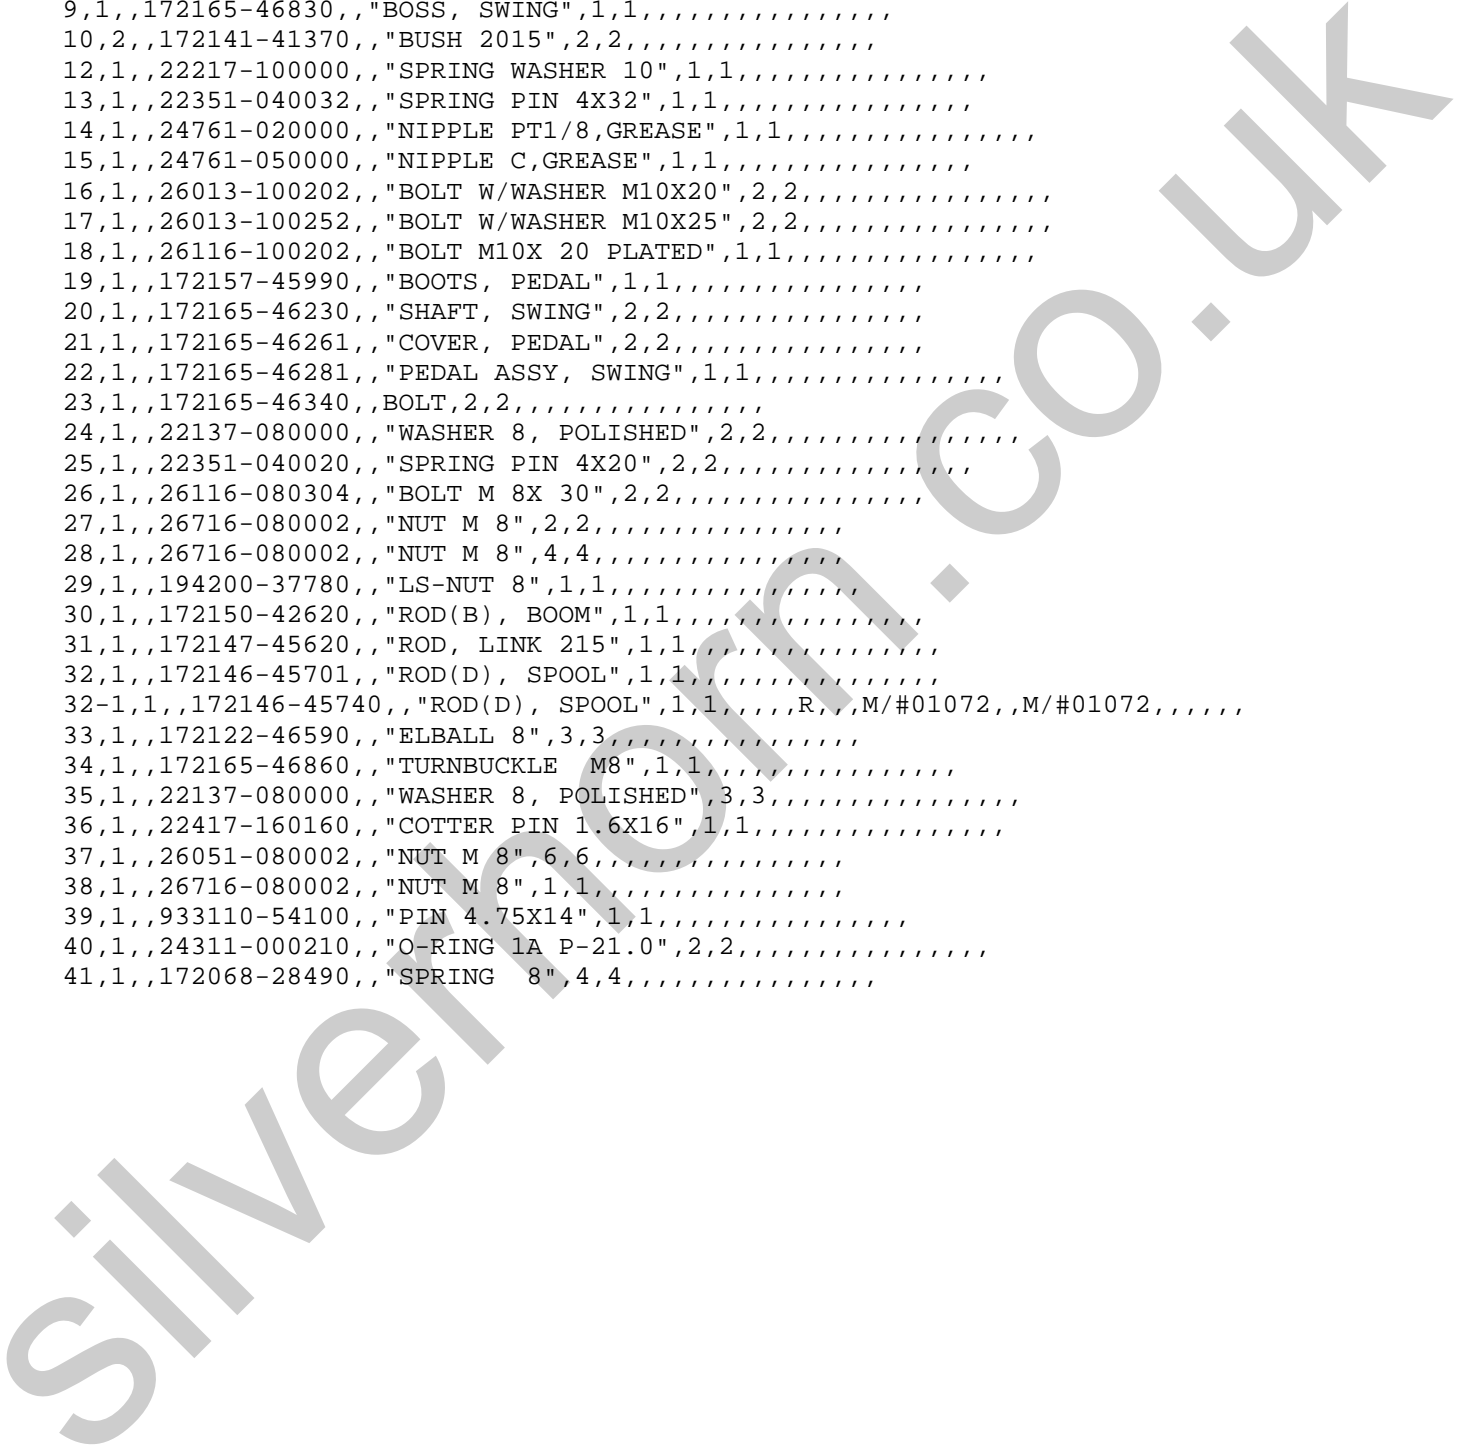 9,1,,172165-46830,,"BOSS, SWING",1,1,,,,,,,,,,,,,,,,
10,2,,172141-41370,,"BUSH 2015",2,2,,,,,,,,,,,,,,,,
12,1,,22217-100000,,"SPRING WASHER 10",1,1,,,,,,,,,,,,,,,,
13,1,,22351-040032,,"SPRING PIN 4X32",1,1,,,,,,,,,,,,,,,,
14,1,,24761-020000,,"NIPPLE PT1/8,GREASE",1,1,,,,,,,,,,,,,,,,
15,1,,24761-050000,,"NIPPLE C,GREASE",1,1,,,,,,,,,,,,,,,,
16,1,,26013-100202,,"BOLT W/WASHER M10X20",2,2,,,,,,,,,,,,,,,,
17,1,,26013-100252,,"BOLT W/WASHER M10X25",2,2,,,,,,,,,,,,,,,,
18,1,,26116-100202,,"BOLT M10X 20 PLATED",1,1,,,,,,,,,,,,,,,,
19,1,,172157-45990,,"BOOTS, PEDAL",1,1,,,,,,,,,,,,,,,,
20,1,,172165-46230,,"SHAFT, SWING",2,2,,,,,,,,,,,,,,,,
21,1,,172165-46261,,"COVER, PEDAL",2,2,,,,,,,,,,,,,,,,
22,1,,172165-46281,,"PEDAL ASSY, SWING",1,1,,,,,,,,,,,,,,,,
23,1,,172165-46340,,BOLT,2,2,,,,,,,,,,,,,,,,
24,1,,22137-080000,,"WASHER 8, POLISHED",2,2,,,,,,,,,,,,,,,,
25,1,,22351-040020,,"SPRING PIN 4X20",2,2,,,,,,,,,,,,,,,,
26,1,,26116-080304,,"BOLT M 8X 30",2,2,,,,,,,,,,,,,,,,
27,1,,26716-080002,,"NUT M 8",2,2,,,,,,,,,,,,,,,,
28,1,,26716-080002,,"NUT M 8",4,4,,,,,,,,,,,,,,,,
29,1,,194200-37780,,"LS-NUT 8",1,1,,,,,,,,,,,,,,,,
30,1,,172150-42620,,"ROD(B), BOOM",1,1,,,,,,,,,,,,,,,,
31,1,,172147-45620,,"ROD, LINK 215",1,1,,,,,,,,,,,,,,,,
32,1,,172146-45701,,"ROD(D), SPOOL",1,1,,,,,,,,,,,,,,,,
32-1,1,,172146-45740,,"ROD(D), SPOOL",1,1,,,,,R,,,M/#01072,,M/#01072,,,,,,
33,1,,172122-46590,,"ELBALL 8",3,3,,,,,,,,,,,,,,,,
34,1,,172165-46860,,"TURNBUCKLE  M8",1,1,,,,,,,,,,,,,,,,
35,1,,22137-080000,,"WASHER 8, POLISHED",3,3,,,,,,,,,,,,,,,,
36,1,,22417-160160,,"COTTER PIN 1.6X16",1,1,,,,,,,,,,,,,,,,
37,1,,26051-080002,,"NUT M 8",6,6,,,,,,,,,,,,,,,,
38,1,,26716-080002,,"NUT M 8",1,1,,,,,,,,,,,,,,,,
39,1,,933110-54100,,"PIN 4.75X14",1,1,,,,,,,,,,,,,,,,
40,1,,24311-000210,,"O-RING 1A P-21.0",2,2,,,,,,,,,,,,,,,,
41,1,,172068-28490,,"SPRING  8",4,4,,,,,,,,,,,,,,,,
silverhorn.co.uk